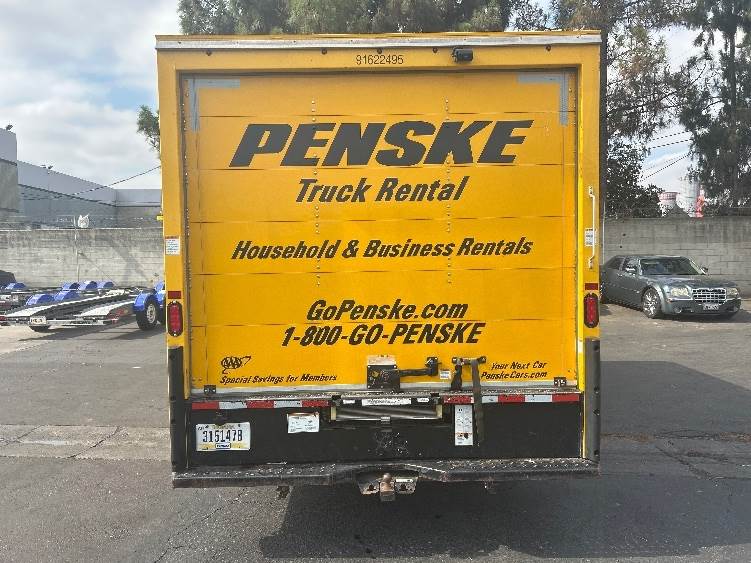 91622495
PENSKE
Truck Rental
Household & Business Rentals
GoPenske.com
1-800-GO-PENSKE
AAA
Special Savings for Members
Your Next Car
PenskeCars.com
3151478